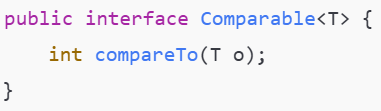 public interface Comparable<T> {
    int compareTo(T o);
}